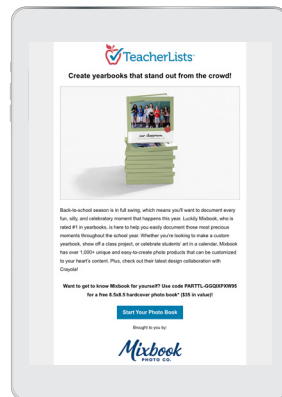 TeacherLists
Create yearbooks that stand out from the crowd!
our classroom
Back-to-school season is in full swing, which means you'll want to document every
fun, silly, and celebratory moment that happens this year. Luckily Mixbook, who is
rated #1 in yearbooks, is here to help you easily document those most precious
moments throughout the school year. Whether you're looking to make a custom
yearbook, show off a class project, or celebrate students' art in a calendar, Mixbook
has over 1,000+ unique and easy-to-create photo products that can be customized
to your heart's content. Plus, check out their latest design collaboration with
Crayola!
Want to get to know Mixbook for yourself? Use code PARTTL-GGQIXPXW95
for a free 8.5x8.5 hardcover photo book* ($35 in value)!
Start Your Photo Book
Brought to you by:
Mixbook
PHOTO CO.